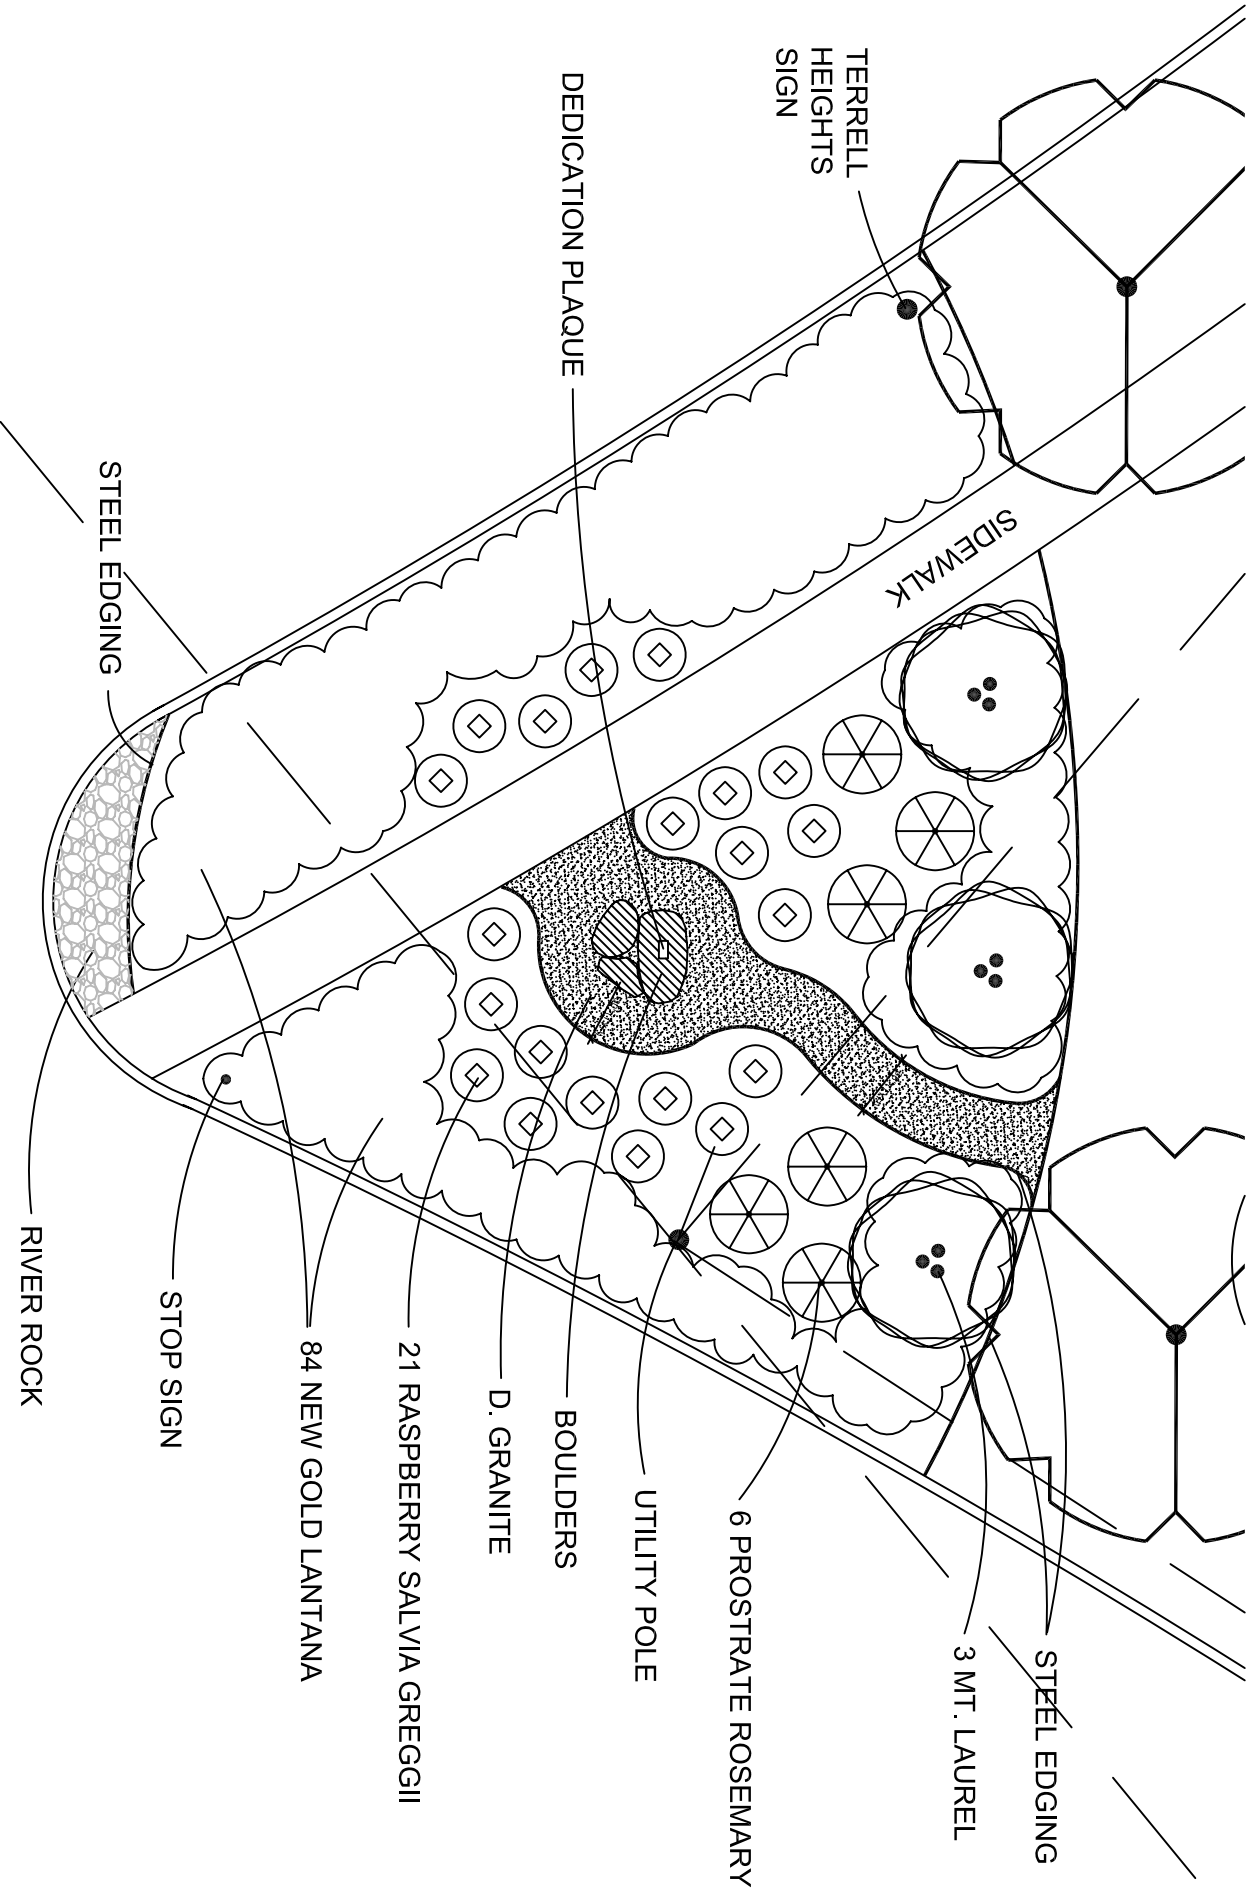 TERRELL
HEIGHTS
SIGN
DEDICATION PLAQUE
SIDEWALK
STEEL EDGING
STEEL EDGING
3 MT. LAUREL
6 PROSTRATE ROSEMARY
UTILITY POLE
BOULDERS
D. GRANITE
21 RASPBERRY SALVIA GREGGII
84 NEW GOLD LANTANA
STOP SIGN
RIVER ROCK